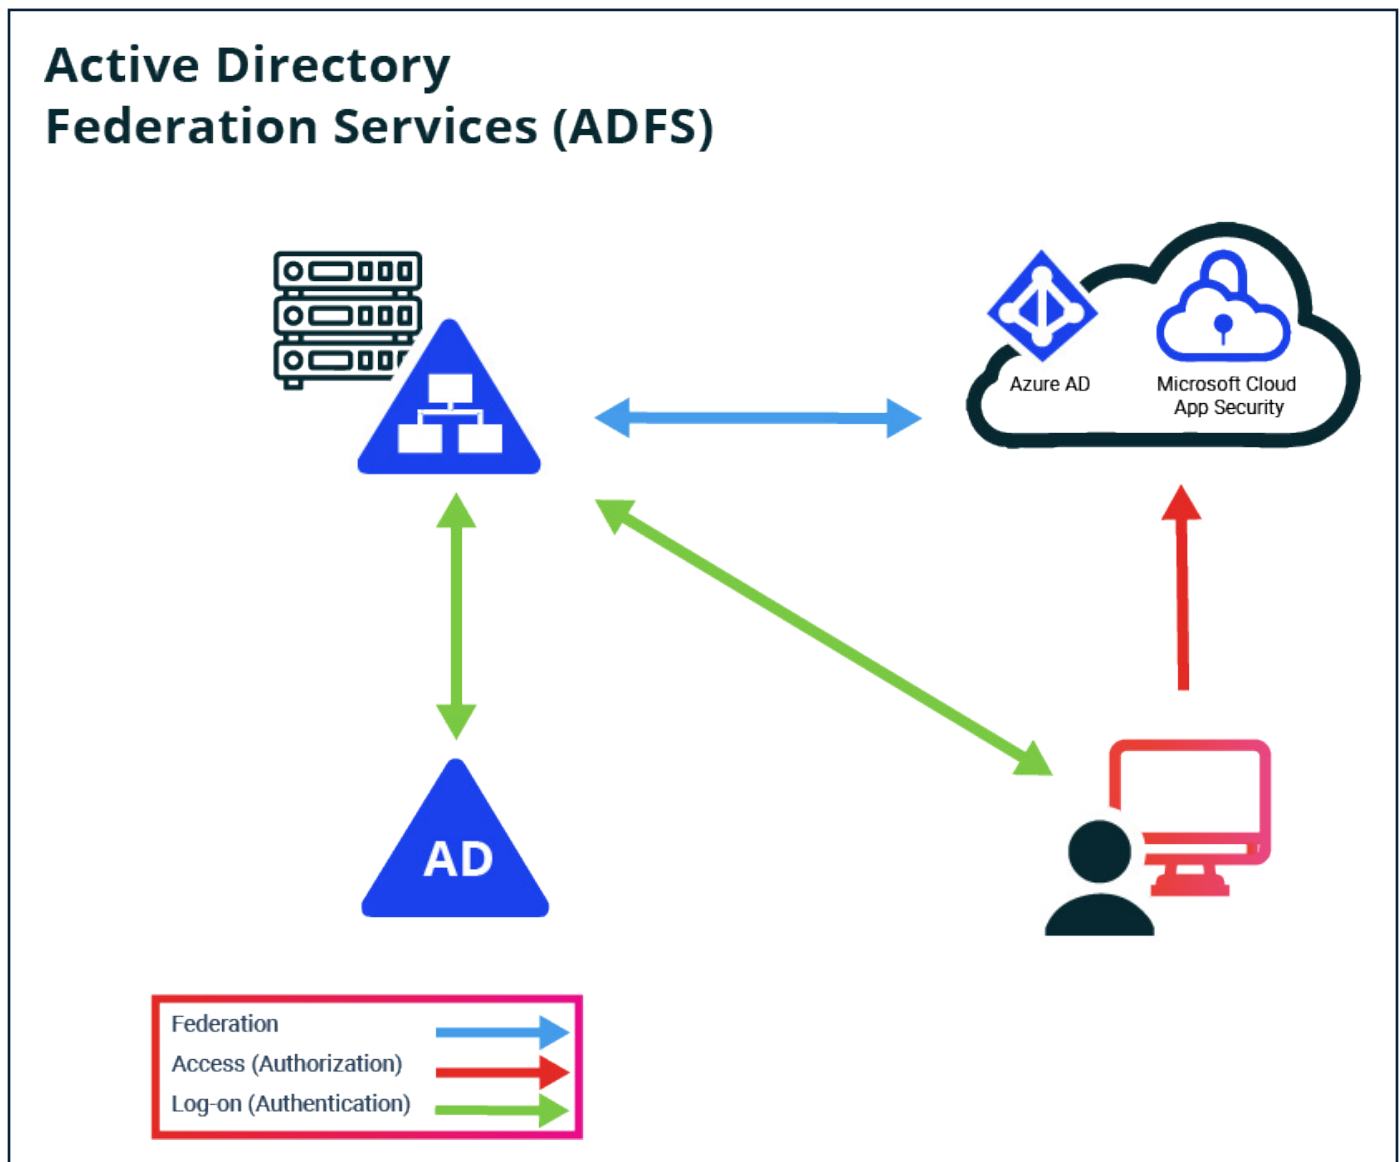 Active Directory
Federation Services (ADFS)
Azure AD
Microsoft Cloud
App Security
AD
Federation
Access (Authorization)
Log-on (Authentication)